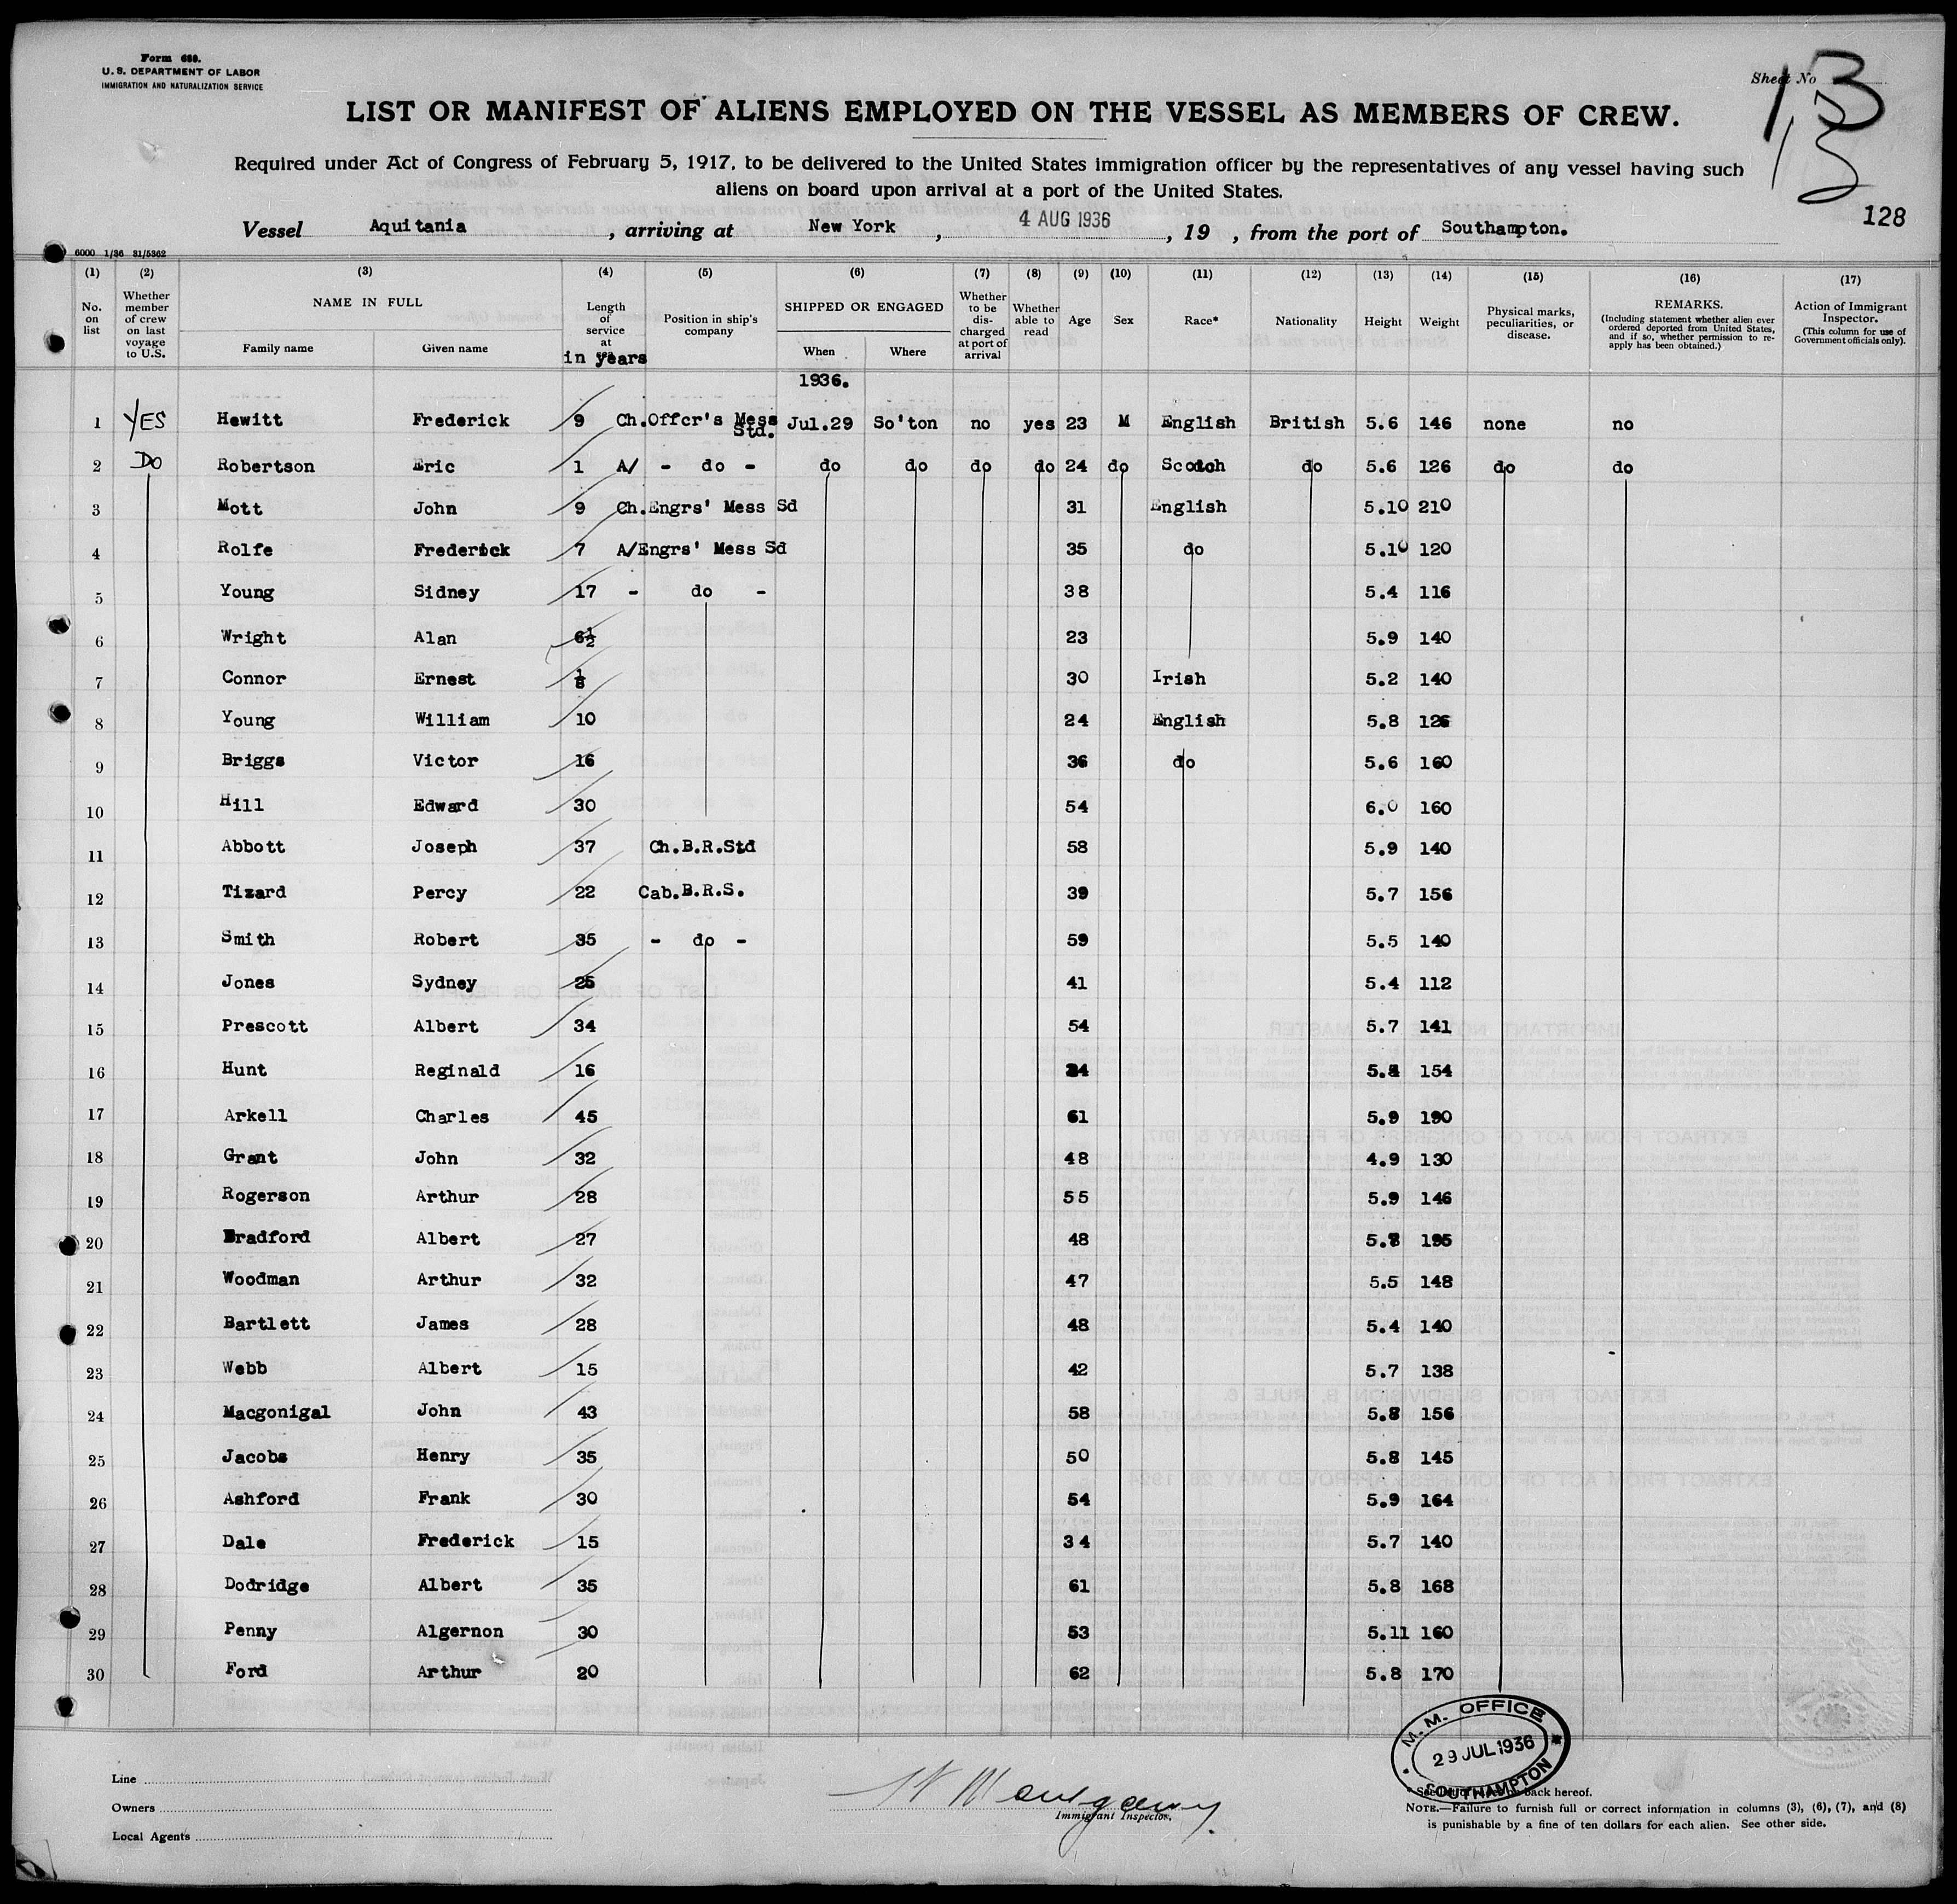 Form 680.
U. S. DEPARTMENT OF LABOR
IMMIGRATION AND NATURALIZATION SERVICE
Sheet No 13
13
LIST OR MANIFEST OF ALIENS EMPLOYED ON THE VESSEL AS MEMBERS OF CREW.
Required under Act of Congress of February 5, 1917, to be delivered to the United States immigration officer by the representatives of any vessel having such
aliens on board upon arrival at a port of the United States.
128
Vessel Aquitania, arriving at New York, 4 AUG 1936, 19 , from the port of Southampton.
6000 1/36 31/5362
(1) (2) (3) (4) (5) (6) (7) (8) (9) (10) (11) (12) (13) (14) (15) (16) (17)
No. on list
Whether member of crew on last voyage to U.S.
NAME IN FULL
Family name Given name
Length of service at sea
in years
Position in ship's company
SHIPPED OR ENGAGED
When Where
Whether to be discharged at port of arrival
Whether able to read
Age
Sex
Race*
Nationality
Height
Weight
Physical marks, peculiarities, or disease.
REMARKS.
(Including statement whether alien ever ordered deported from United States, and if so, whether permission to reapply has been obtained.)
Action of Immigrant Inspector.
(This column for use of Government officials only).
1936.
1 YES Hewitt Frederick 9 Ch.Offcr's Mess Std. Jul.29 So'ton no yes 23 M English British 5.6 146 none no
2 DO Robertson Eric 1 A/ - do - do do do do 24 do Scotch do 5.6 126 do do
3 Mott John 9 Ch.Engrs' Mess Sd 31 English 5.10 210
4 Rolfe Frederick 7 A/Engrs' Mess Sd 35 do 5.10 120
5 Young Sidney 17 - do - 38 5.4 116
6 Wright Alan 6½ 23 5.9 140
7 Connor Ernest 30 Irish 5.2 140
8 Young William 10 24 English 5.8 126
9 Briggs Victor 16 36 do 5.6 160
10 Hill Edward 30 54 6.0 160
11 Abbott Joseph 37 Ch.B.R.Std 58 5.9 140
12 Tizard Percy 22 Cab.B.R.S. 39 5.7 156
13 Smith Robert 35 - do - 59 5.5 140
14 Jones Sydney 25 41 5.4 112
15 Prescott Albert 34 54 5.7 141
16 Hunt Reginald 16 154
17 Arkell Charles 45 61 5.9 190
18 Grant John 32 48 4.9 130
19 Rogerson Arthur 28 55 5.9 146
20 Bradford Albert 27 48 195
21 Woodman Arthur 32 47 5.5 148
22 Bartlett James 28 48 5.4 140
23 Webb Albert 15 42 5.7 138
24 Macgonigal John 43 58 5.8 156
25 Jacobs Henry 35 50 5.8 145
26 Ashford Frank 30 54 5.9 164
27 Dale Frederick 15 34 5.7 140
28 Dodridge Albert 35 61 5.8 168
29 Penny Algernon 30 53 5.11 160
30 Ford Arthur 20 62 5.8 170
M. M. OFFICE
29 JUL 1936
SOUTHAMPTON
Line
Owners
Local Agents
Montgomery
Immigrant Inspector.
back hereof.
NOTE.—Failure to furnish full or correct information in columns (3), (6), (7), and (8)
is punishable by a fine of ten dollars for each alien. See other side.